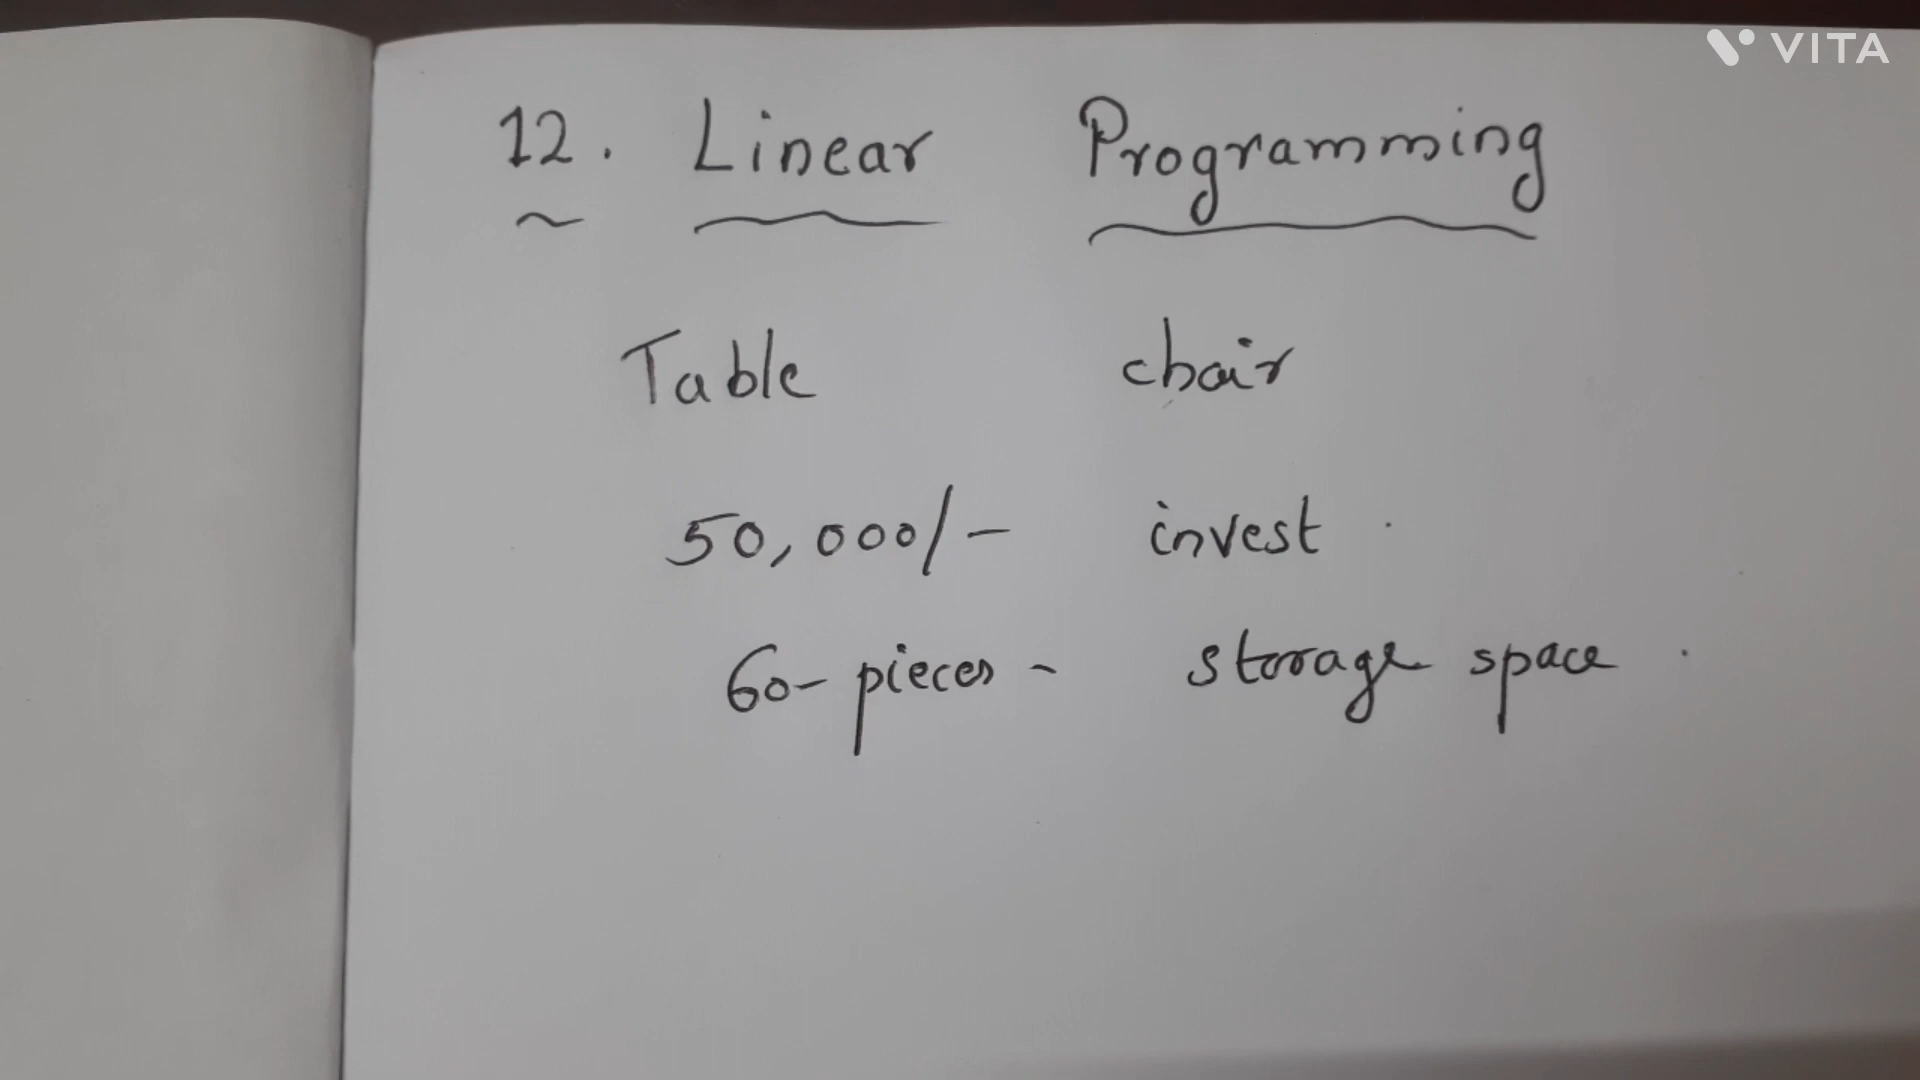 VITA
12. Linear Programming
Table chair
50,000/- invest
60- pieces - storage space .